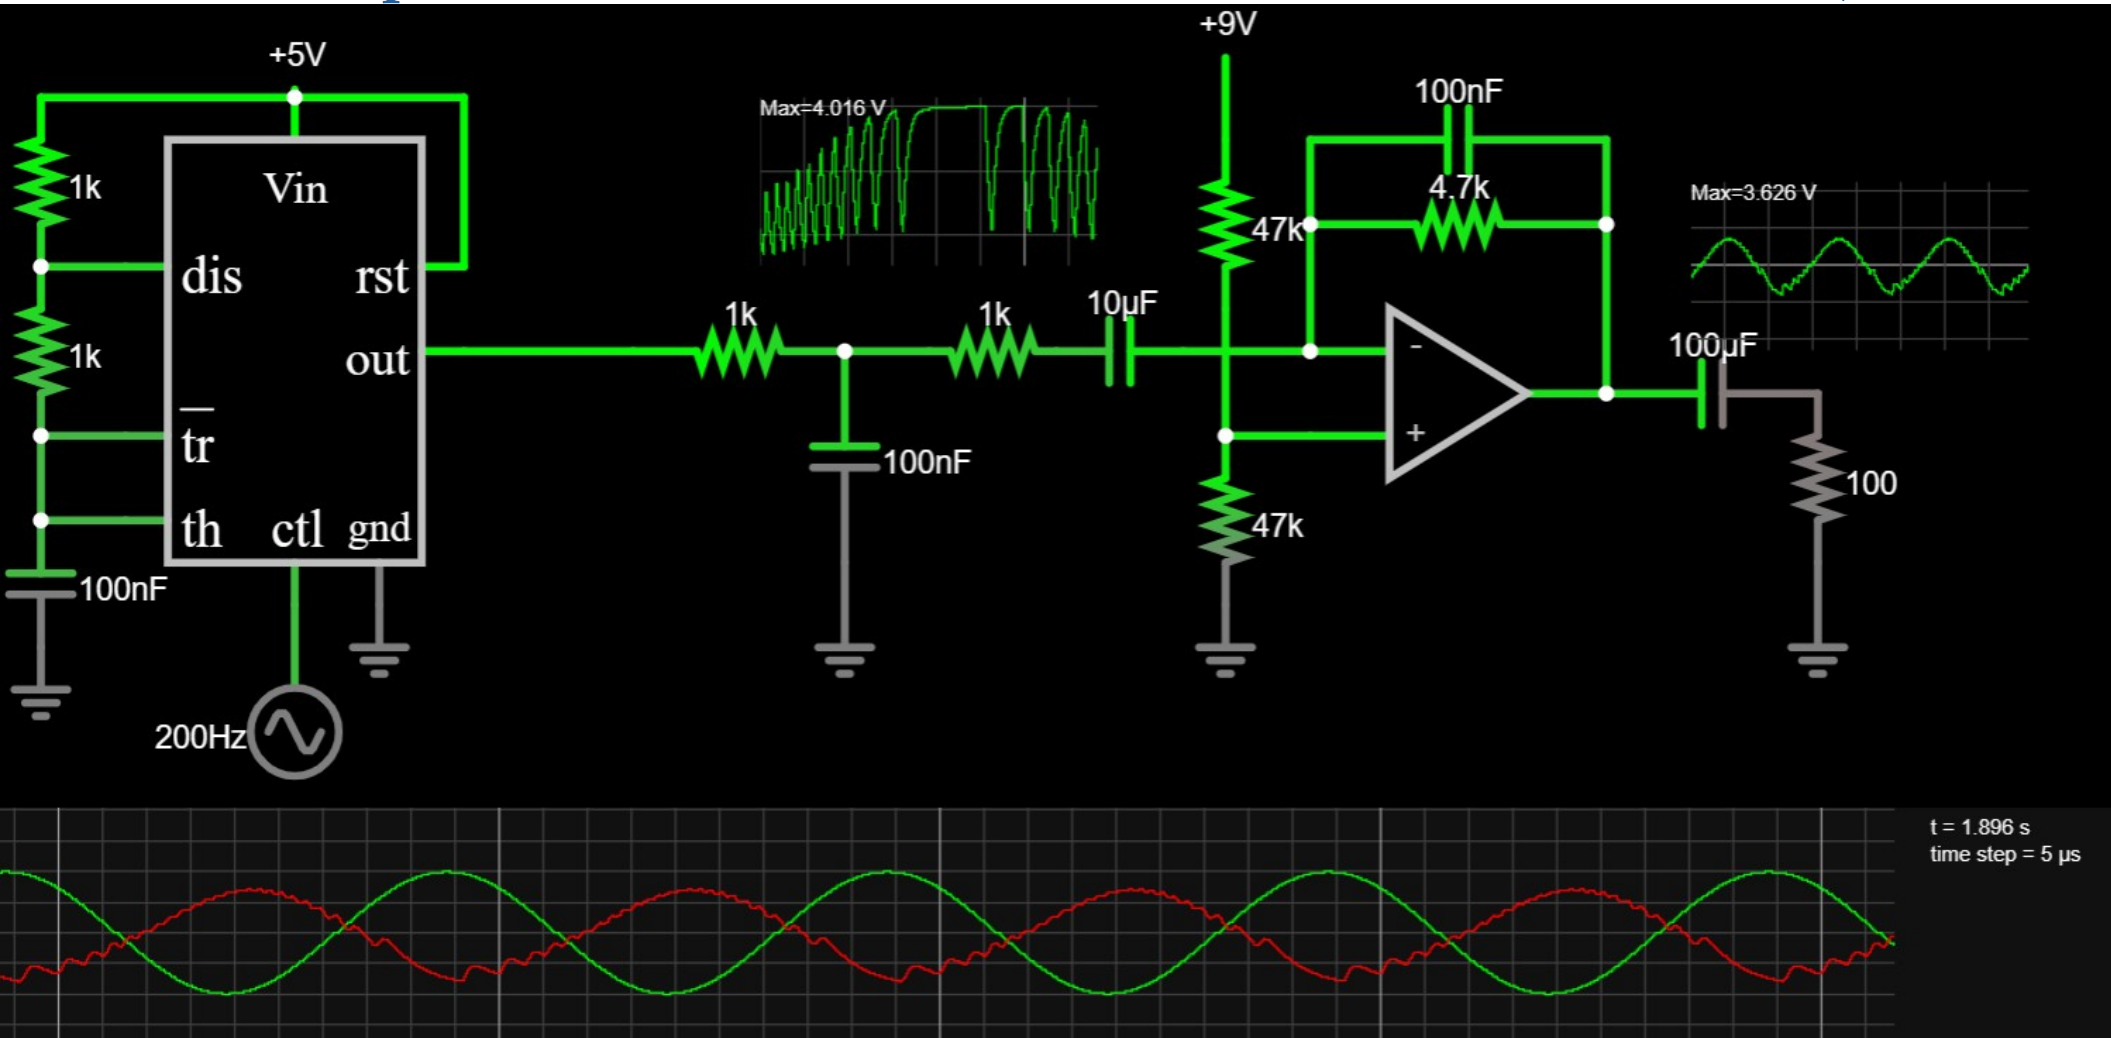 +9V
+5V
100nF
Max=4.016 V
1k
Vin
4.7k
Max=3.626 V
47k
dis
rst
1k
out
1k
1k
10µF
-
100µF
tr
+
100nF
100
th
ctl
gnd
47k
100nF
200Hz
t = 1.896 s
time step = 5 µs